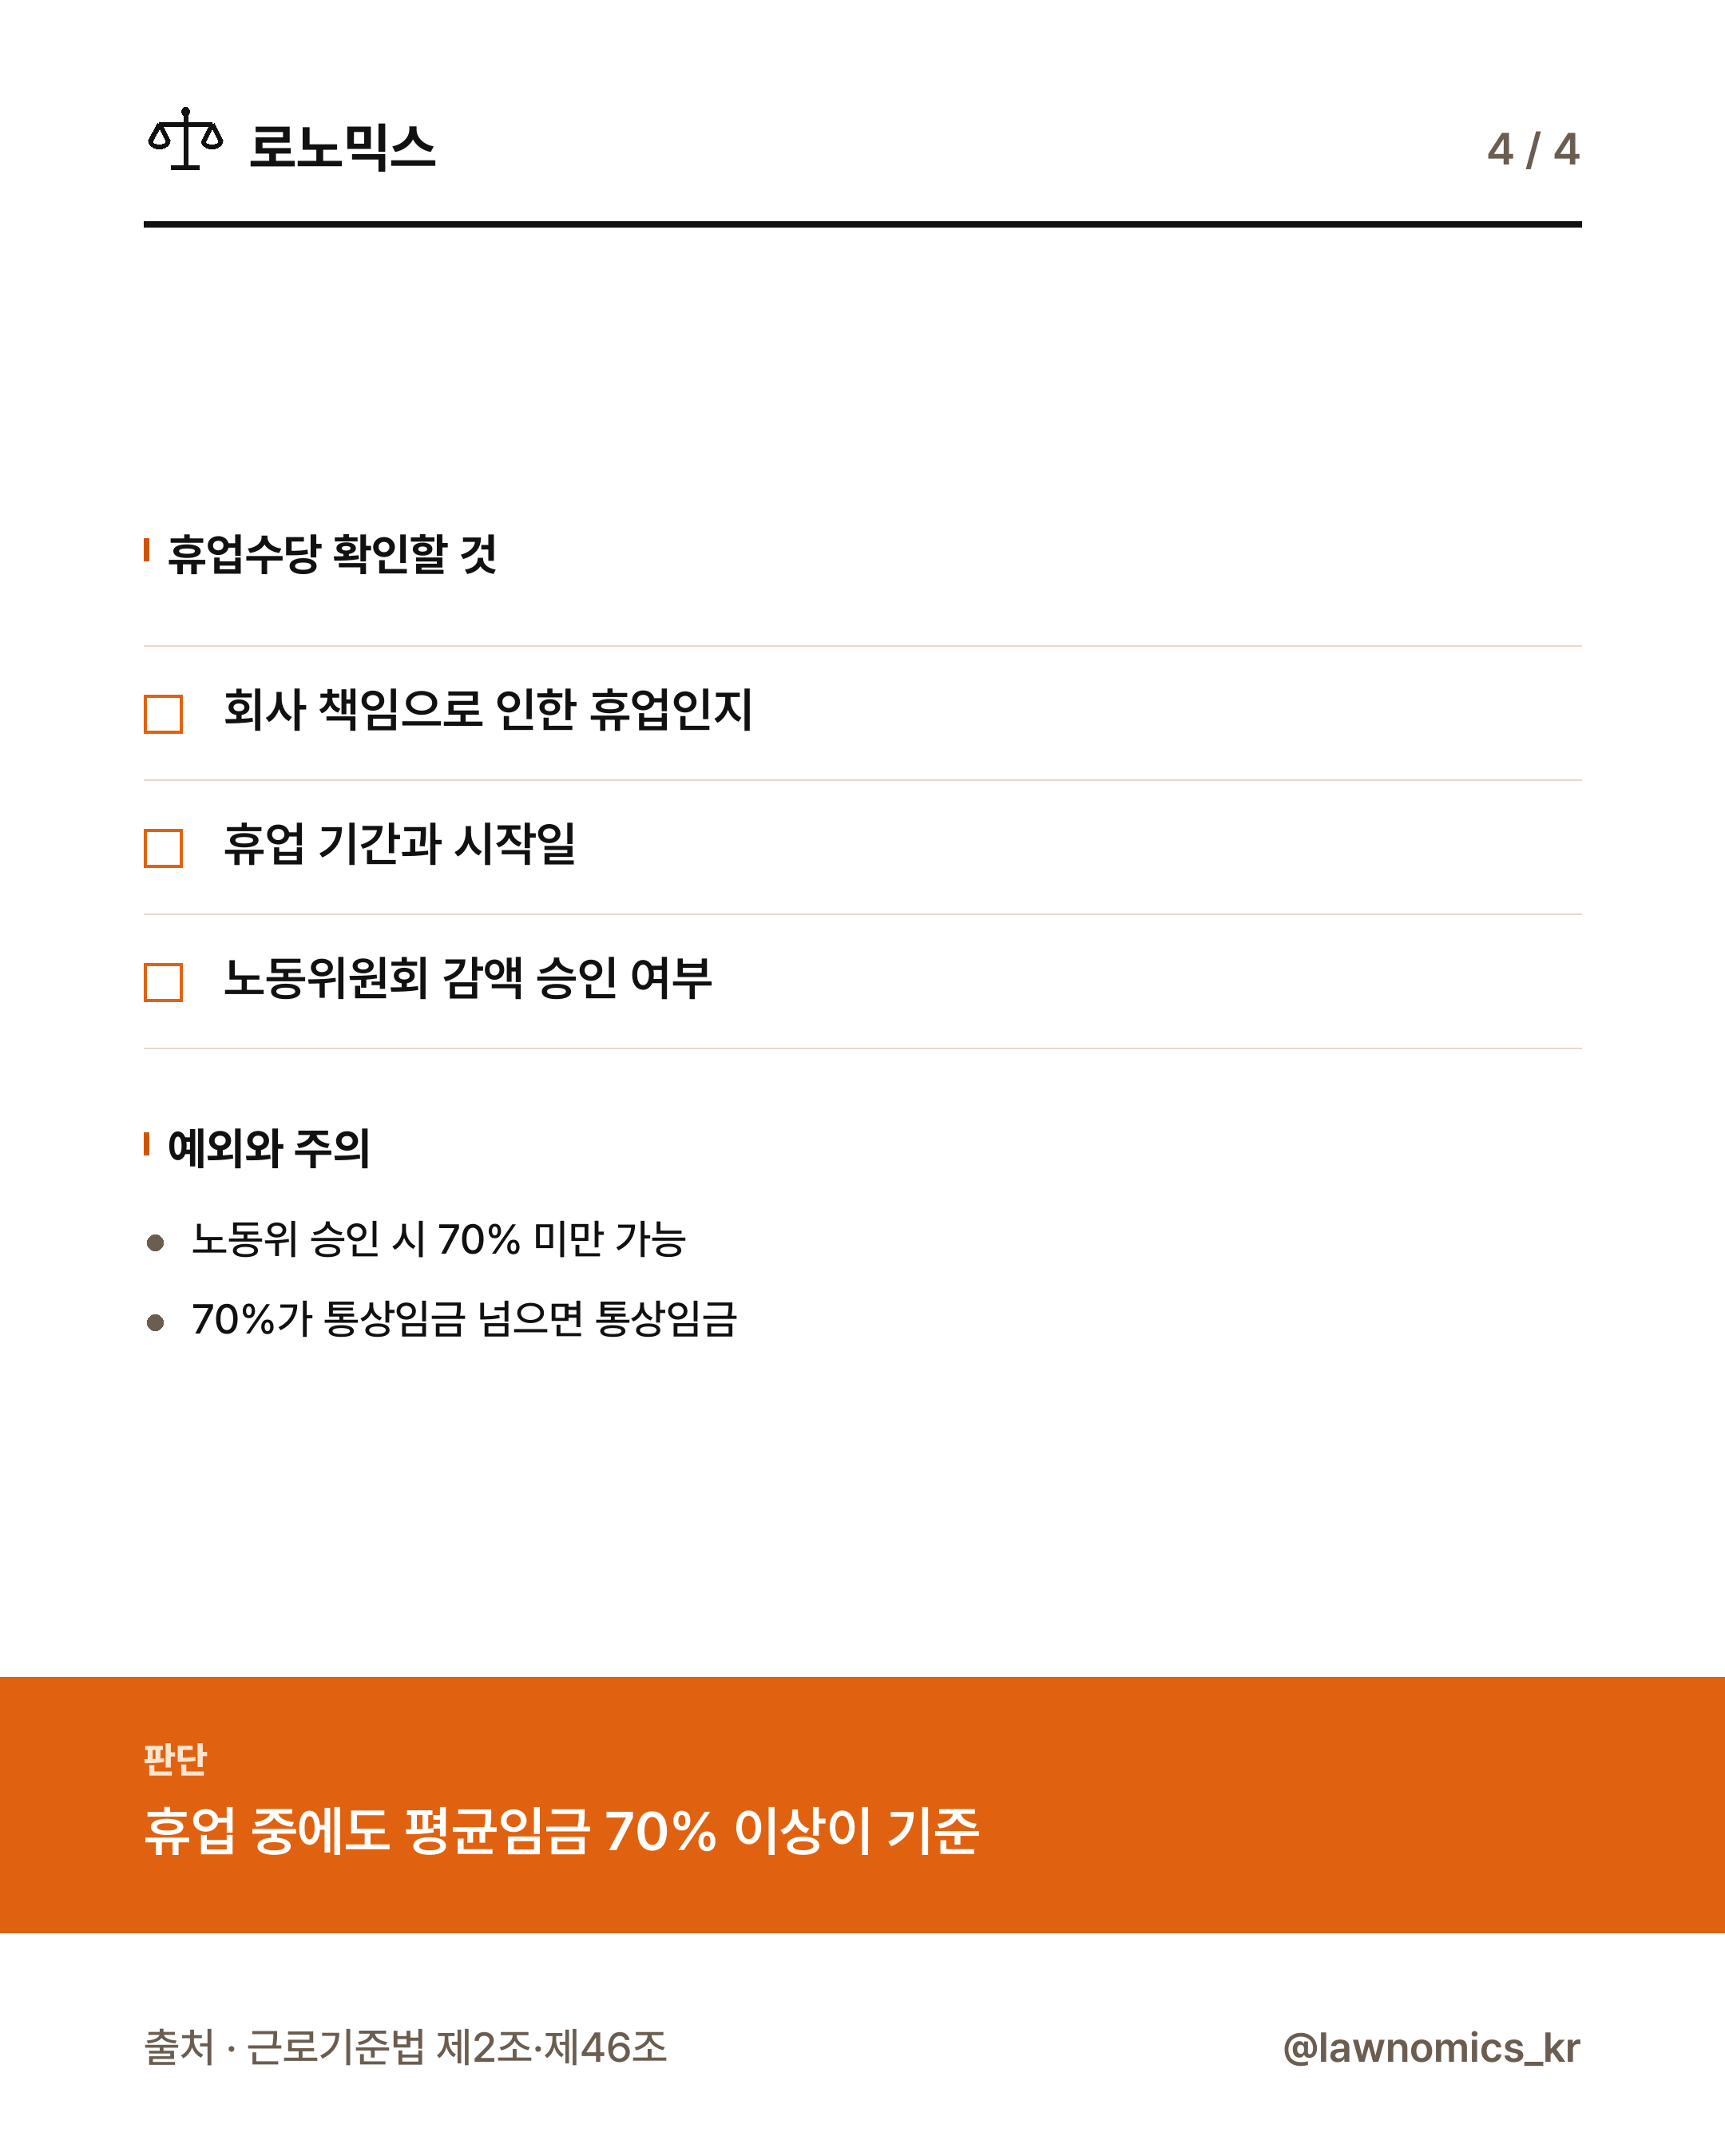 로노믹스
4 / 4
휴업수당 확인할 것
회사 책임으로 인한 휴업인지
휴업 기간과 시작일
노동위원회 감액 승인 여부
예외와 주의
노동위 승인 시 70% 미만 가능
70%가 통상임금 넘으면 통상임금
판단
휴업 중에도 평균임금 70% 이상이 기준
출처 · 근로기준법 제2조·제46조
@lawnomics_kr